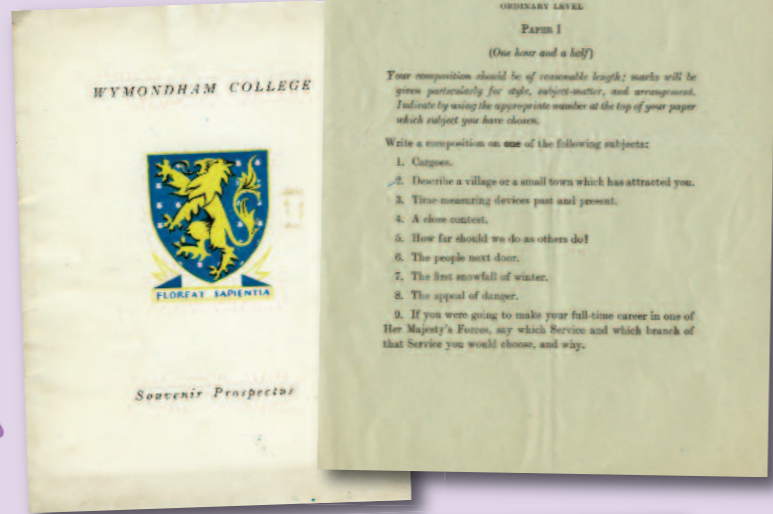 WYMONDHAM COLLEGE
FLOREAT SAPIENTIA
Souvenir Prospectus
ORDINARY LEVEL
PAPER I
(One hour and a half)
Your composition should be of reasonable length; marks will be
given particularly for style, subject-matter, and arrangement.
Indicate by using the appropriate number at the top of your paper
which subject you have chosen.
Write a composition on one of the following subjects:
1. Cargoes.
2. Describe a village or a small town which has attracted you.
3. Time-measuring devices past and present.
4. A close contest.
5. How far should we do as others do?
6. The people next door.
7. The first snowfall of winter.
8. The appeal of danger.
9. If you were going to make your full-time career in one of
Her Majesty's Forces, say which Service and which branch of
that Service you would choose, and why.